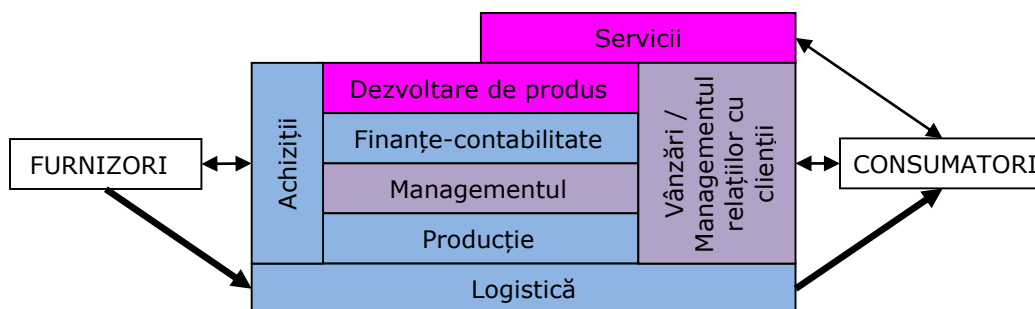 Servicii
Dezvoltare de produs
Finanțe-contabilitate
Managementul
Producție
Achiziții
Vânzări /
Managementul
relațiilor cu
clienții
FURNIZORI
CONSUMATORI
Logistică